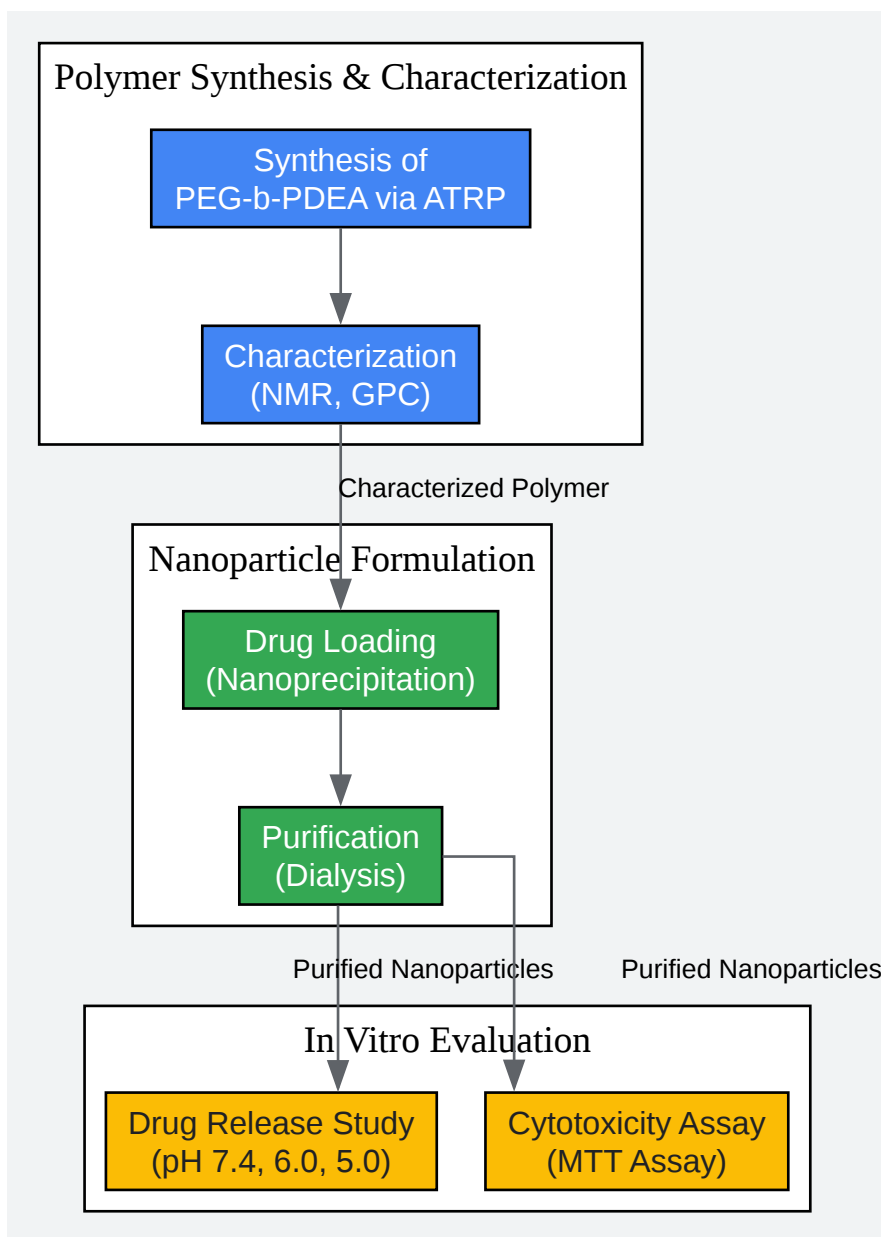 Polymer Synthesis & Characterization
Synthesis of
PEG-b-PDEA via ATRP
Characterization
(NMR, GPC)
Characterized Polymer
Nanoparticle Formulation
Drug Loading
(Nanoprecipitation)
Purification
(Dialysis)
Purified Nanoparticles
Purified Nanoparticles
In Vitro Evaluation
Drug Release Study
(pH 7.4, 6.0, 5.0)
Cytotoxicity Assay
(MTT Assay)